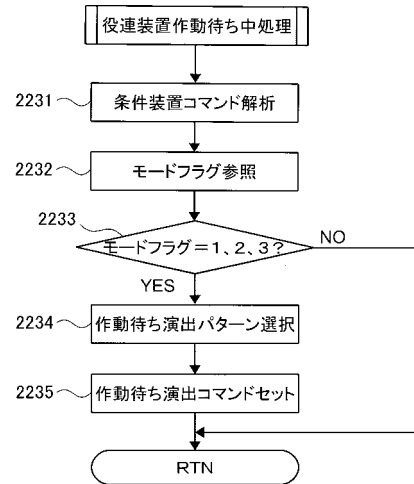 役連装置作動待ち中処理
2231
条件装置コマンド解析
2232
モードフラグ参照
2233
モードフラグ＝1、2、3？
NO
YES
2234
作動待ち演出パターン選択
2235
作動待ち演出コマンドセット
RTN